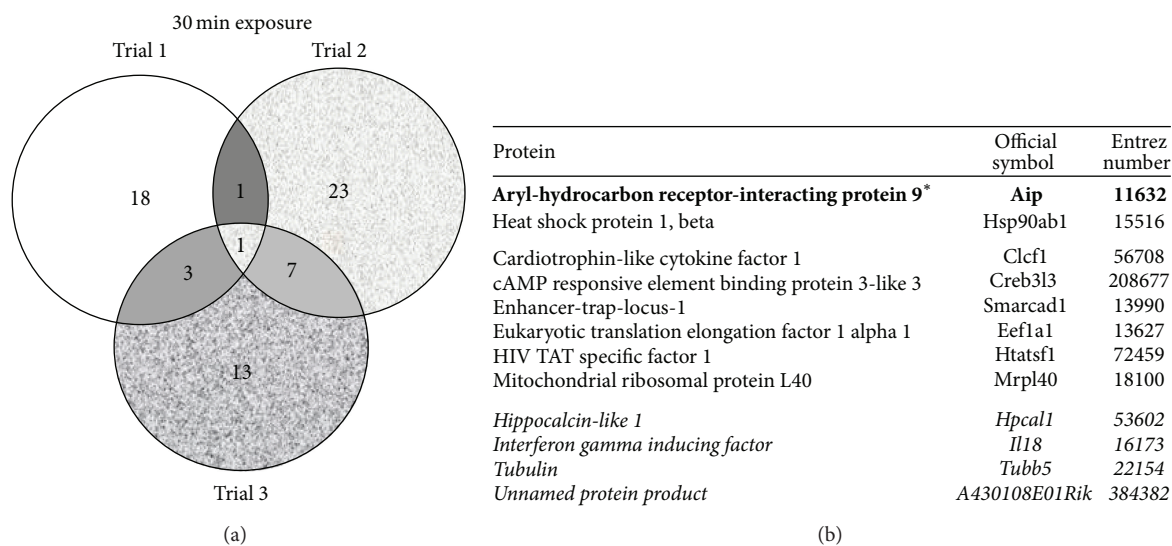 30 min exposure
Trial 1
Trial 2
18
1
23
1
3
7
13
Trial 3
(a)
Protein Official symbol Entrez number
Aryl-hydrocarbon receptor-interacting protein 9* Aip 11632
Heat shock protein 1, beta Hsp90ab1 15516
Cardiotrophin-like cytokine factor 1 Clcf1 56708
cAMP responsive element binding protein 3-like 3 Creb3l3 208677
Enhancer-trap-locus-1 Smarcad1 13990
Eukaryotic translation elongation factor 1 alpha 1 Eef1a1 13627
HIV TAT specific factor 1 Htatsf1 72459
Mitochondrial ribosomal protein L40 Mrpl40 18100
Hippocalcin-like 1 Hpcal1 53602
Interferon gamma inducing factor Il18 16173
Tubulin Tubb5 22154
Unnamed protein product A430108E01Rik 384382
(b)